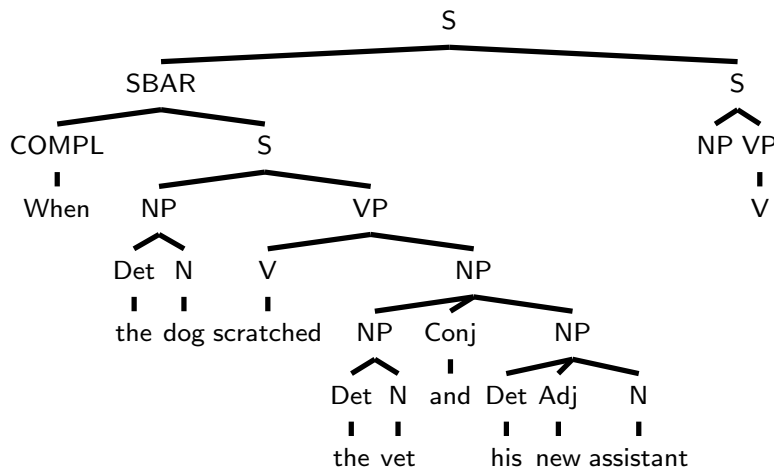 S
SBAR S
COMPL S NP VP
When NP VP V
Det N V NP
the dog scratched NP Conj NP
Det N and Det Adj N
the vet his new assistant